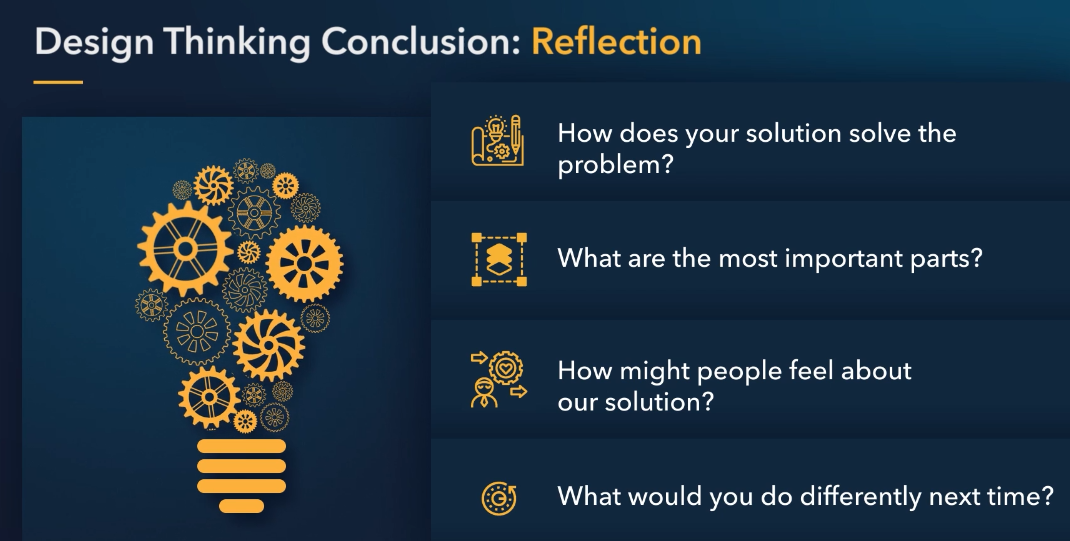 Design Thinking Conclusion: Reflection
How does your solution solve the
problem?
What are the most important parts?
How might people feel about
our solution?
What would you do differently next time?